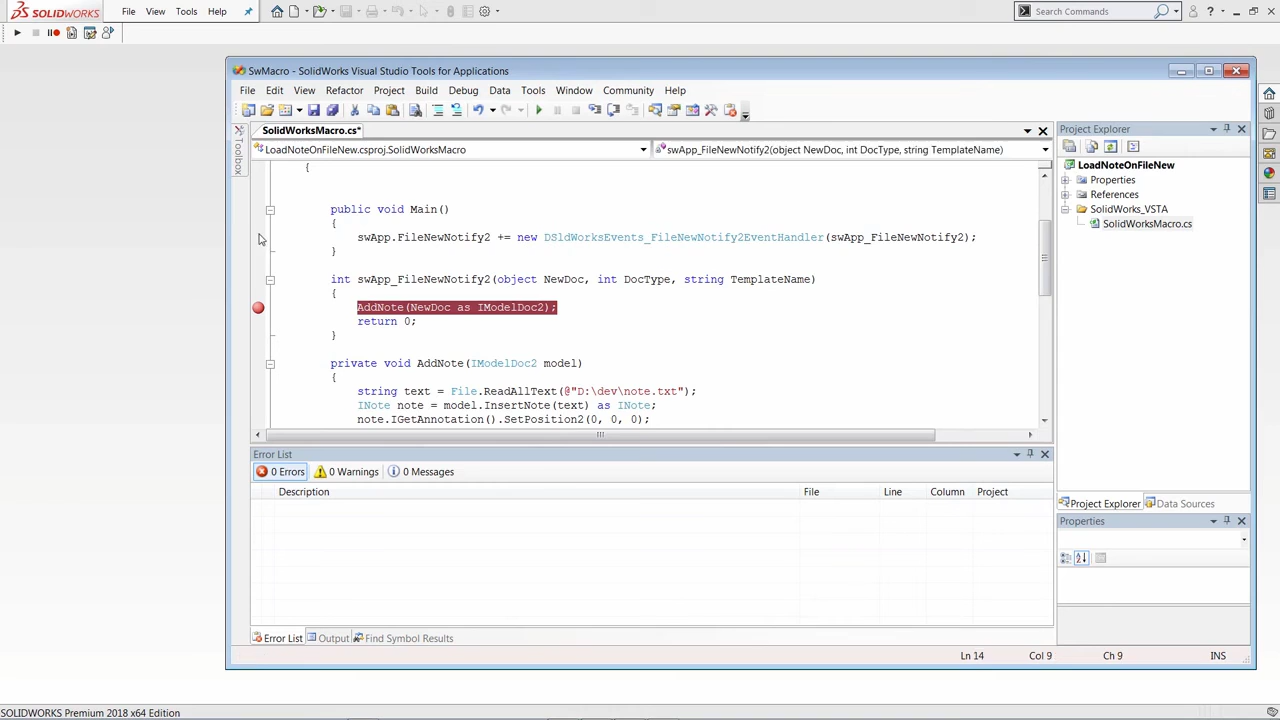 SOLIDWORKS File View Tools Help
Search Commands
SwMacro - SolidWorks Visual Studio Tools for Applications
File Edit View Refactor Project Build Debug Data Tools Window Community Help
SolidWorksMacro.cs*
Project Explorer
Toolbox
LoadNoteOnFileNew.csproj.SolidWorksMacro
swApp_FileNewNotify2(object NewDoc, int DocType, string TemplateName)
LoadNoteOnFileNew
Properties
References
SolidWorks_VSTA
SolidWorksMacro.cs
{
public void Main()
{
swApp.FileNewNotify2 += new DSldWorksEvents_FileNewNotify2EventHandler(swApp_FileNewNotify2);
}
int swApp_FileNewNotify2(object NewDoc, int DocType, string TemplateName)
{
AddNote(NewDoc as IModelDoc2);
return 0;
}
private void AddNote(IModelDoc2 model)
{
string text = File.ReadAllText(@"D:\dev\note.txt");
INote note = model.InsertNote(text) as INote;
note.IGetAnnotation().SetPosition2(0, 0, 0);
Error List
0 Errors 0 Warnings 0 Messages
Description File Line Column Project
Project Explorer Data Sources
Properties
Error List Output Find Symbol Results
Ln 14 Col 9 Ch 9 INS
SOLIDWORKS Premium 2018 x64 Edition